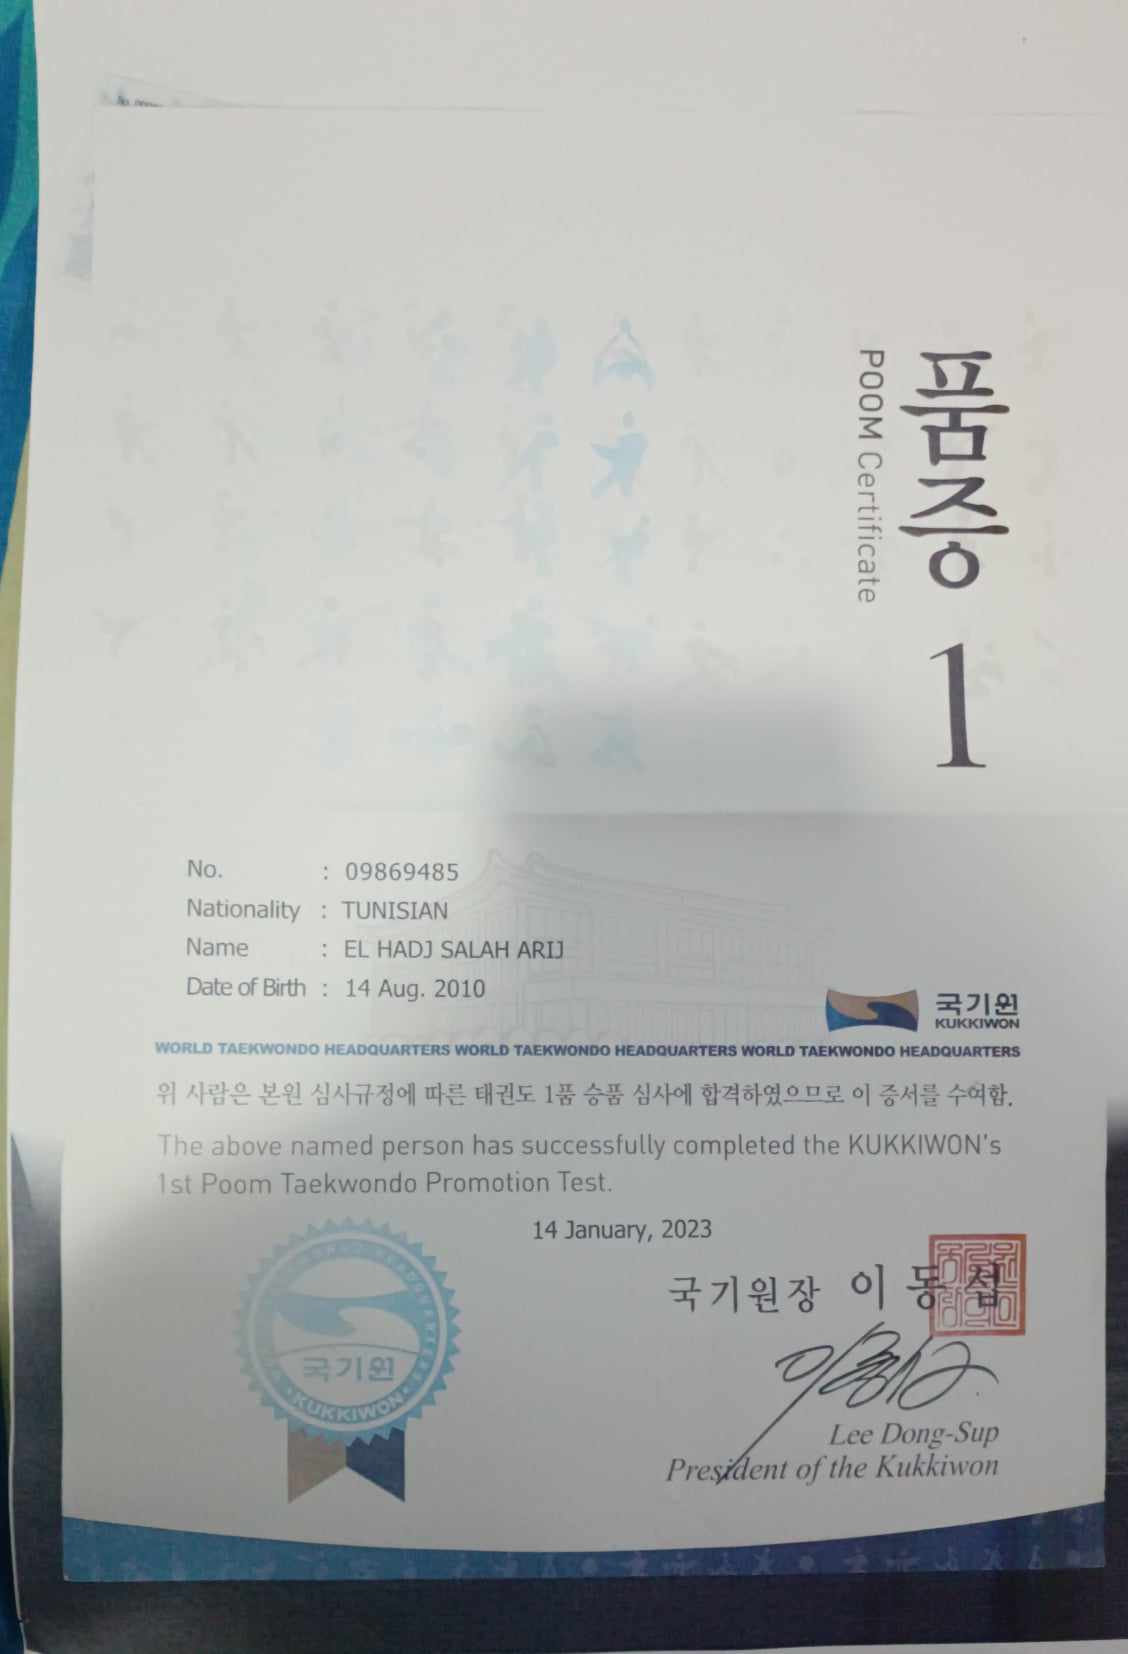 품증
POOM Certificate
1
No. : 09869485
Nationality : TUNISIAN
Name : EL HADJ SALAH ARIJ
Date of Birth : 14 Aug. 2010
국기원
KUKKIWON
WORLD TAEKWONDO HEADQUARTERS WORLD TAEKWONDO HEADQUARTERS WORLD TAEKWONDO HEADQUARTERS
위 사람은 본원 심사규정에 따른 태권도 1품 승품 심사에 합격하였으므로 이 증서를 수여함.
The above named person has successfully completed the KUKKIWON's
1st Poom Taekwondo Promotion Test.
14 January, 2023
국기원장 이동섭
Lee Dong-Sup
President of the Kukkiwon
국기원
KUKKIWON